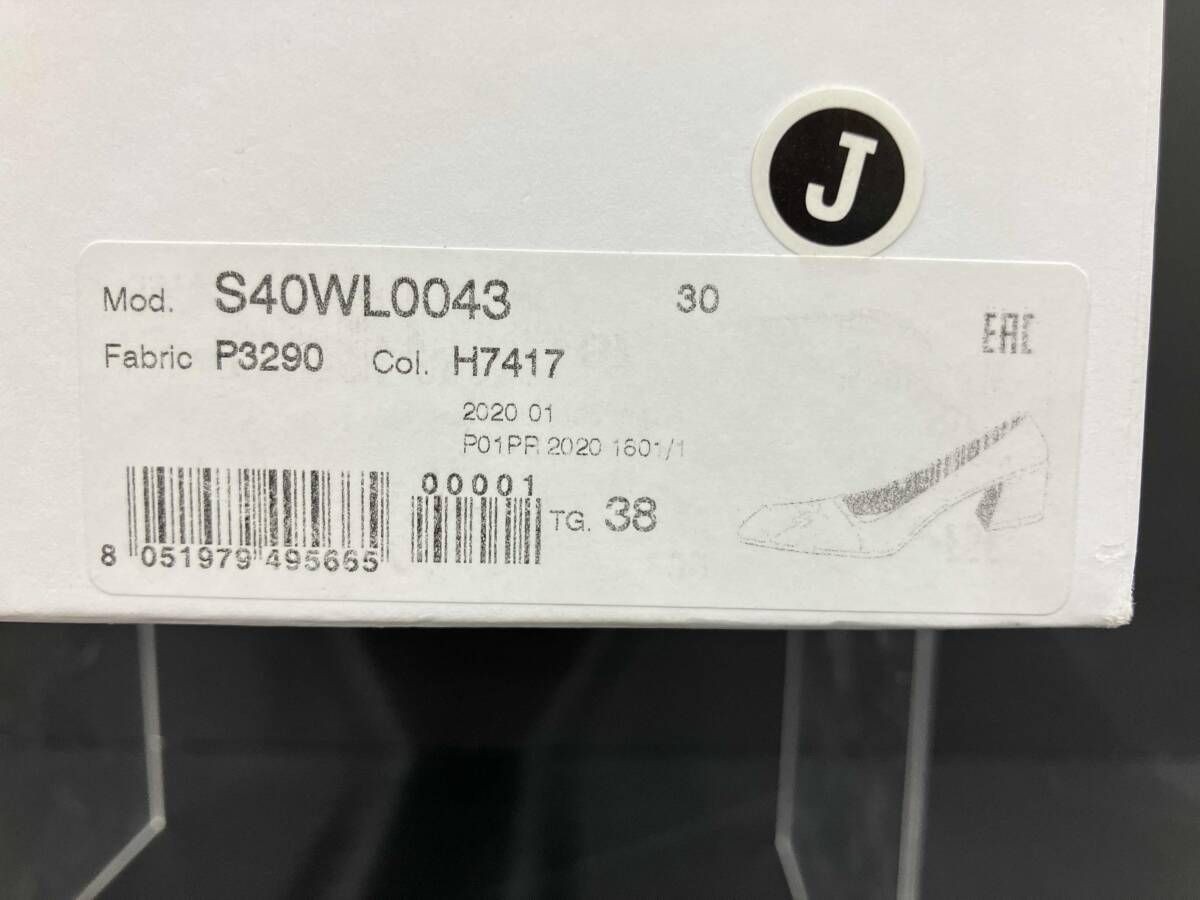 J
Mod. S40WL0043 30
EAC
Fabric P3290 Col. H7417
2020 01
P01PR 2020 1601/1
00001
TG. 38
8 051979 495665